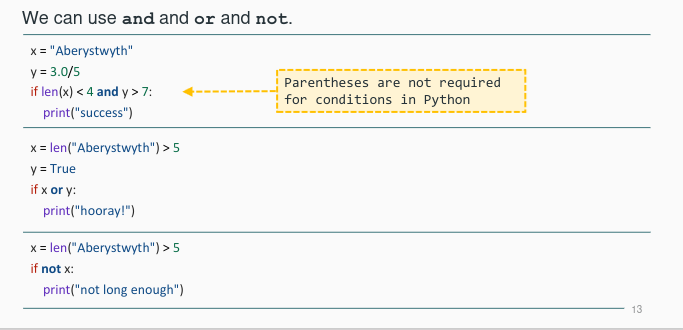 We can use and and or and not.
x = "Aberystwyth"
y = 3.0/5
if len(x) < 4 and y > 7:
    print("success")
Parentheses are not required
for conditions in Python
x = len("Aberystwyth") > 5
y = True
if x or y:
    print("hooray!")
x = len("Aberystwyth") > 5
if not x:
    print("not long enough")
13